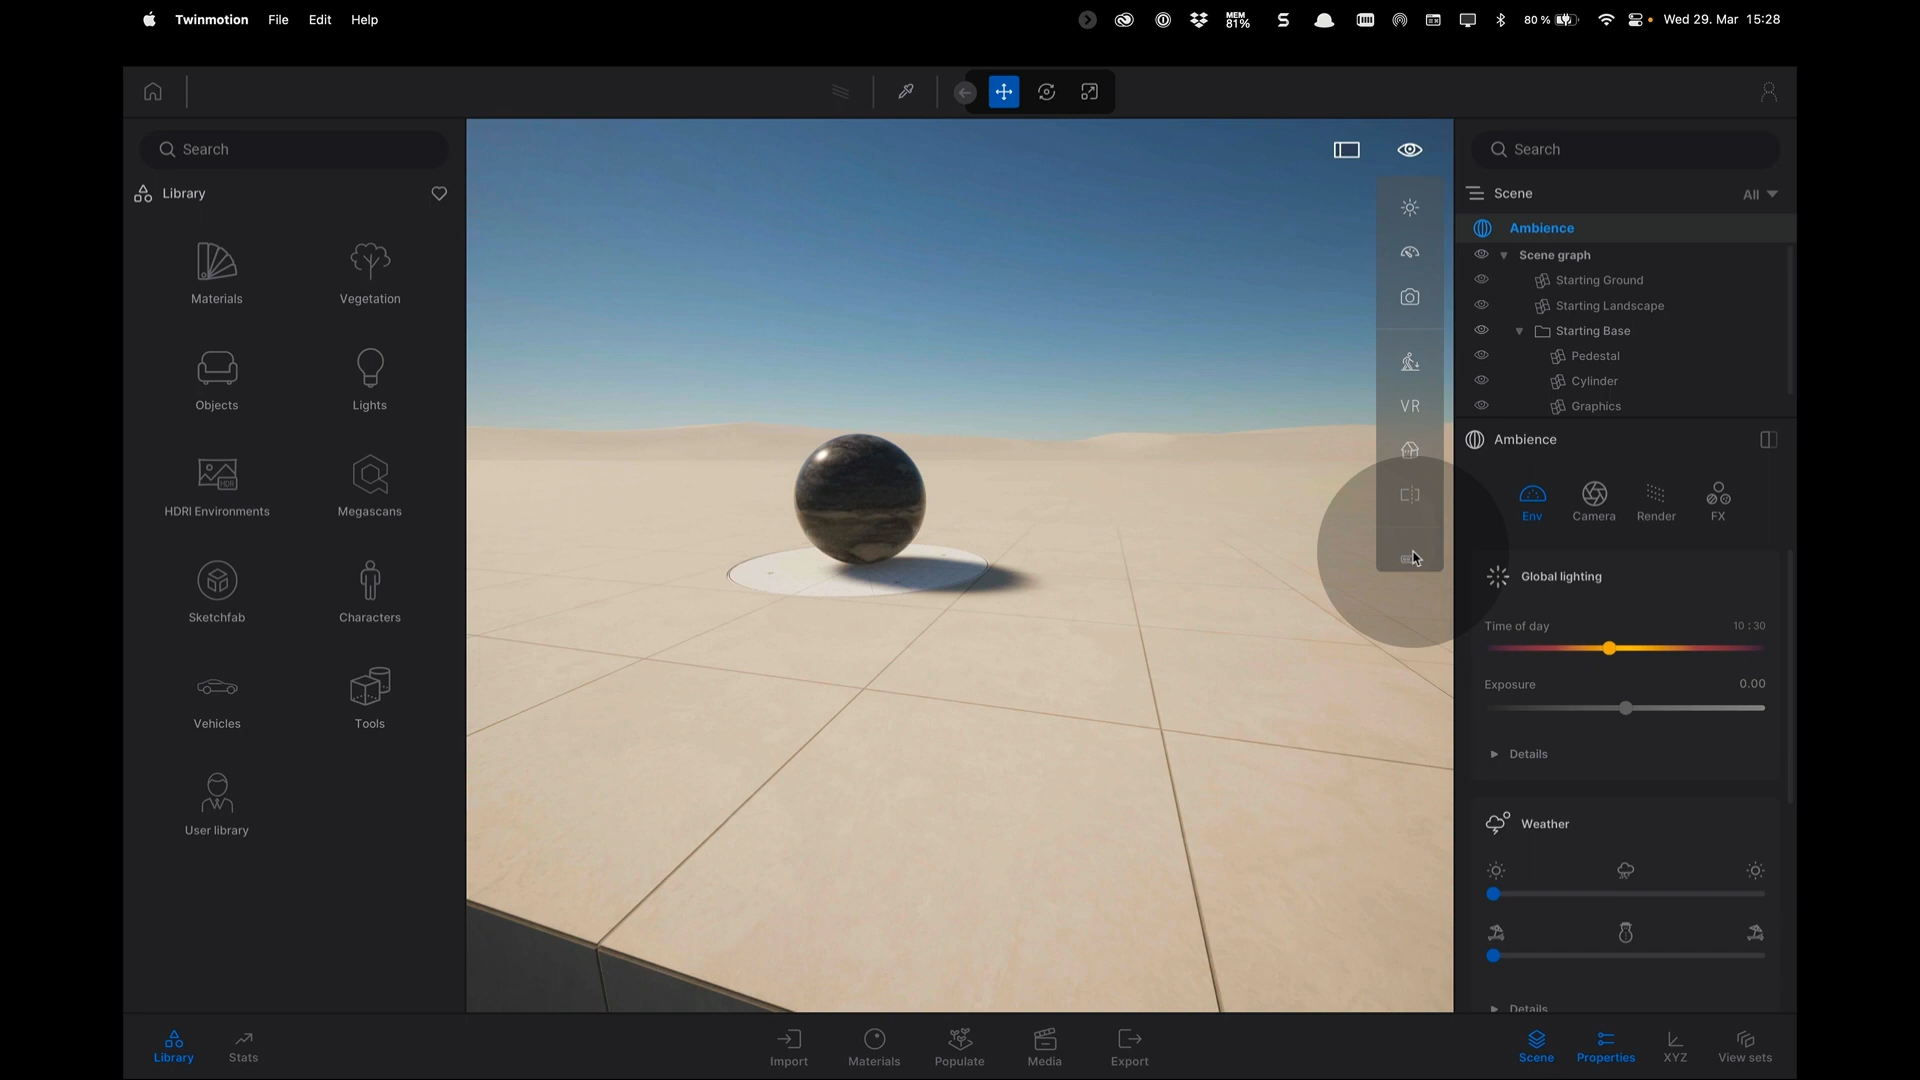 Twinmotion File Edit Help
MEM
81%
80 %
Wed 29. Mar 15:28
Search
Library
Materials
Vegetation
Objects
Lights
HDR
HDRI Environments
Megascans
Sketchfab
Characters
Vehicles
Tools
User library
VR
Search
Scene
All
Ambience
Scene graph
Starting Ground
Starting Landscape
Starting Base
Pedestal
Cylinder
Graphics
Ambience
Env
Camera
Render
FX
Global lighting
Time of day
10 : 30
Exposure
0.00
Details
Weather
Details
Library
Stats
Import
Materials
Populate
Media
Export
Scene
Properties
XYZ
View sets